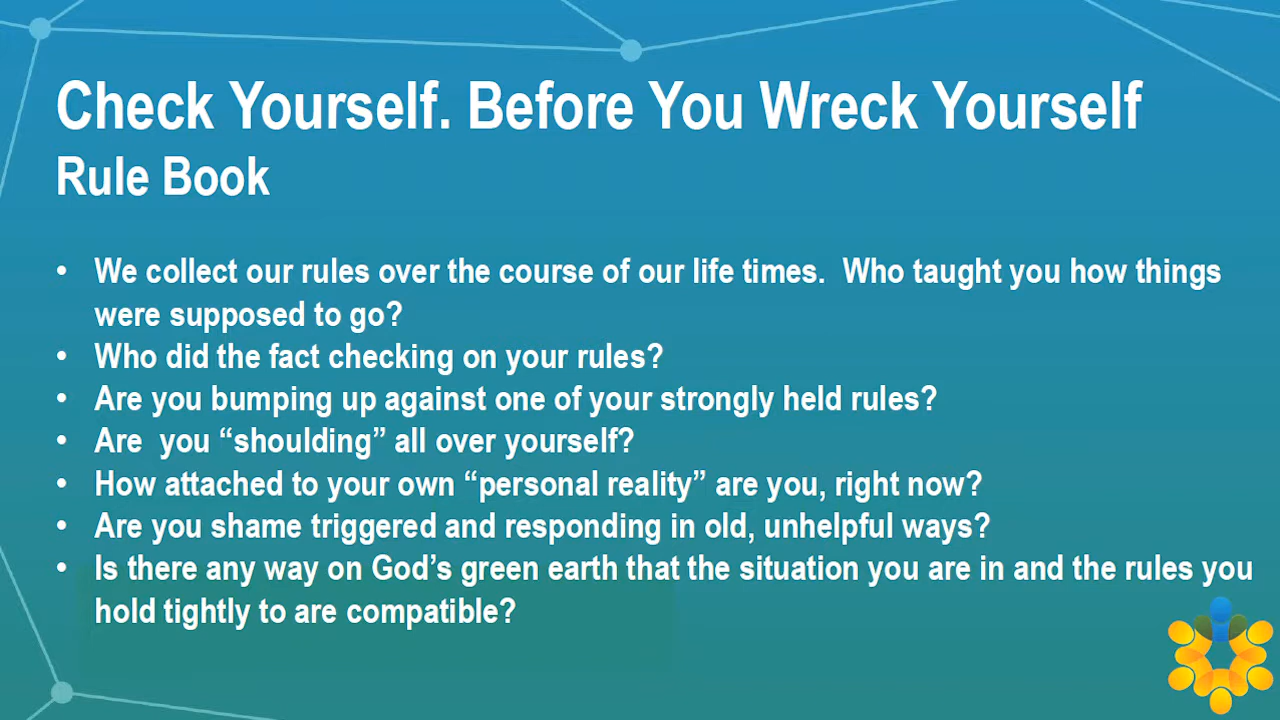 Check Yourself. Before You Wreck Yourself
Rule Book
• We collect our rules over the course of our life times.  Who taught you how things
were supposed to go?
• Who did the fact checking on your rules?
• Are you bumping up against one of your strongly held rules?
• Are  you “shoulding” all over yourself?
• How attached to your own “personal reality” are you, right now?
• Are you shame triggered and responding in old, unhelpful ways?
• Is there any way on God’s green earth that the situation you are in and the rules you
hold tightly to are compatible?